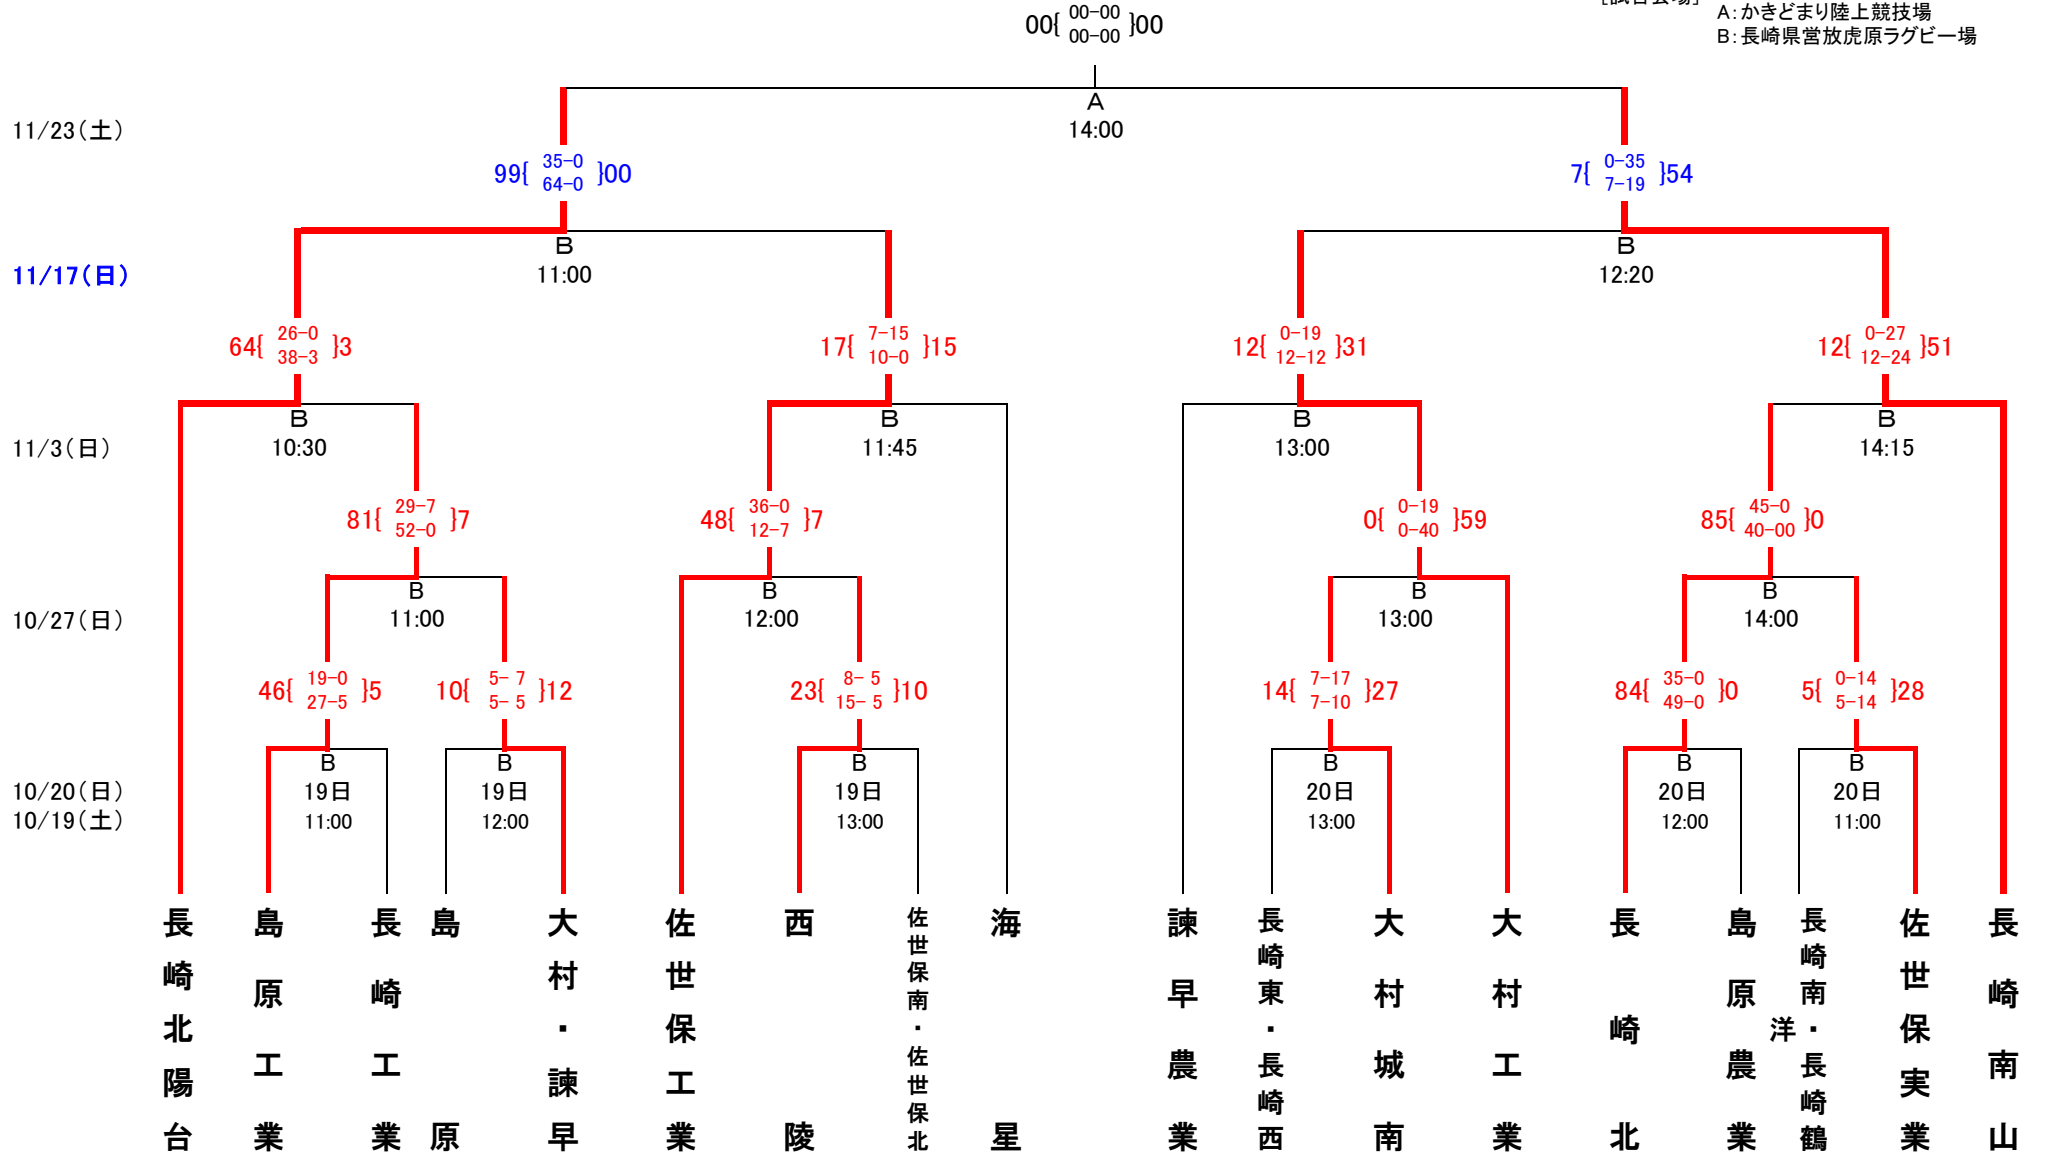 [試合会場]
A:かきどまり陸上競技場
B:長崎県営放虎原ラグビー場
00{ 00-00 }00
00-00
A
14:00
11/23(土)
99{ 35-0 }00
64-0
7{ 0-35 }54
7-19
B
11:00
B
12:20
11/17(日)
64{ 26-0 }3
38-3
17{ 7-15 }15
10-0
12{ 0-19 }31
12-12
12{ 0-27 }51
12-24
B
10:30
B
11:45
B
13:00
B
14:15
11/3(日)
81{ 29-7 }7
52-0
48{ 36-0 }7
12-7
0{ 0-19 }59
0-40
85{ 45-0 }0
40-00
B
11:00
B
12:00
B
13:00
B
14:00
10/27(日)
46{ 19-0 }5
27-5
10{ 5- 7 }12
5- 5
23{ 8- 5 }10
15- 5
14{ 7-17 }27
7-10
84{ 35-0 }0
49-0
5{ 0-14 }28
5-14
10/20(日)
10/19(土)
B
19日
11:00
B
19日
12:00
B
19日
13:00
B
20日
13:00
B
20日
12:00
B
20日
11:00
長崎北陽台
島原工業
長崎工業
島原
大村・諫早
佐世保工業
西陵
佐世保南・佐世保北
海星
諫早農業
長崎東・長崎西
大村城南
大村工業
長崎北
島原農業
長崎南・長崎鶴
洋
佐世保実業
長崎南山